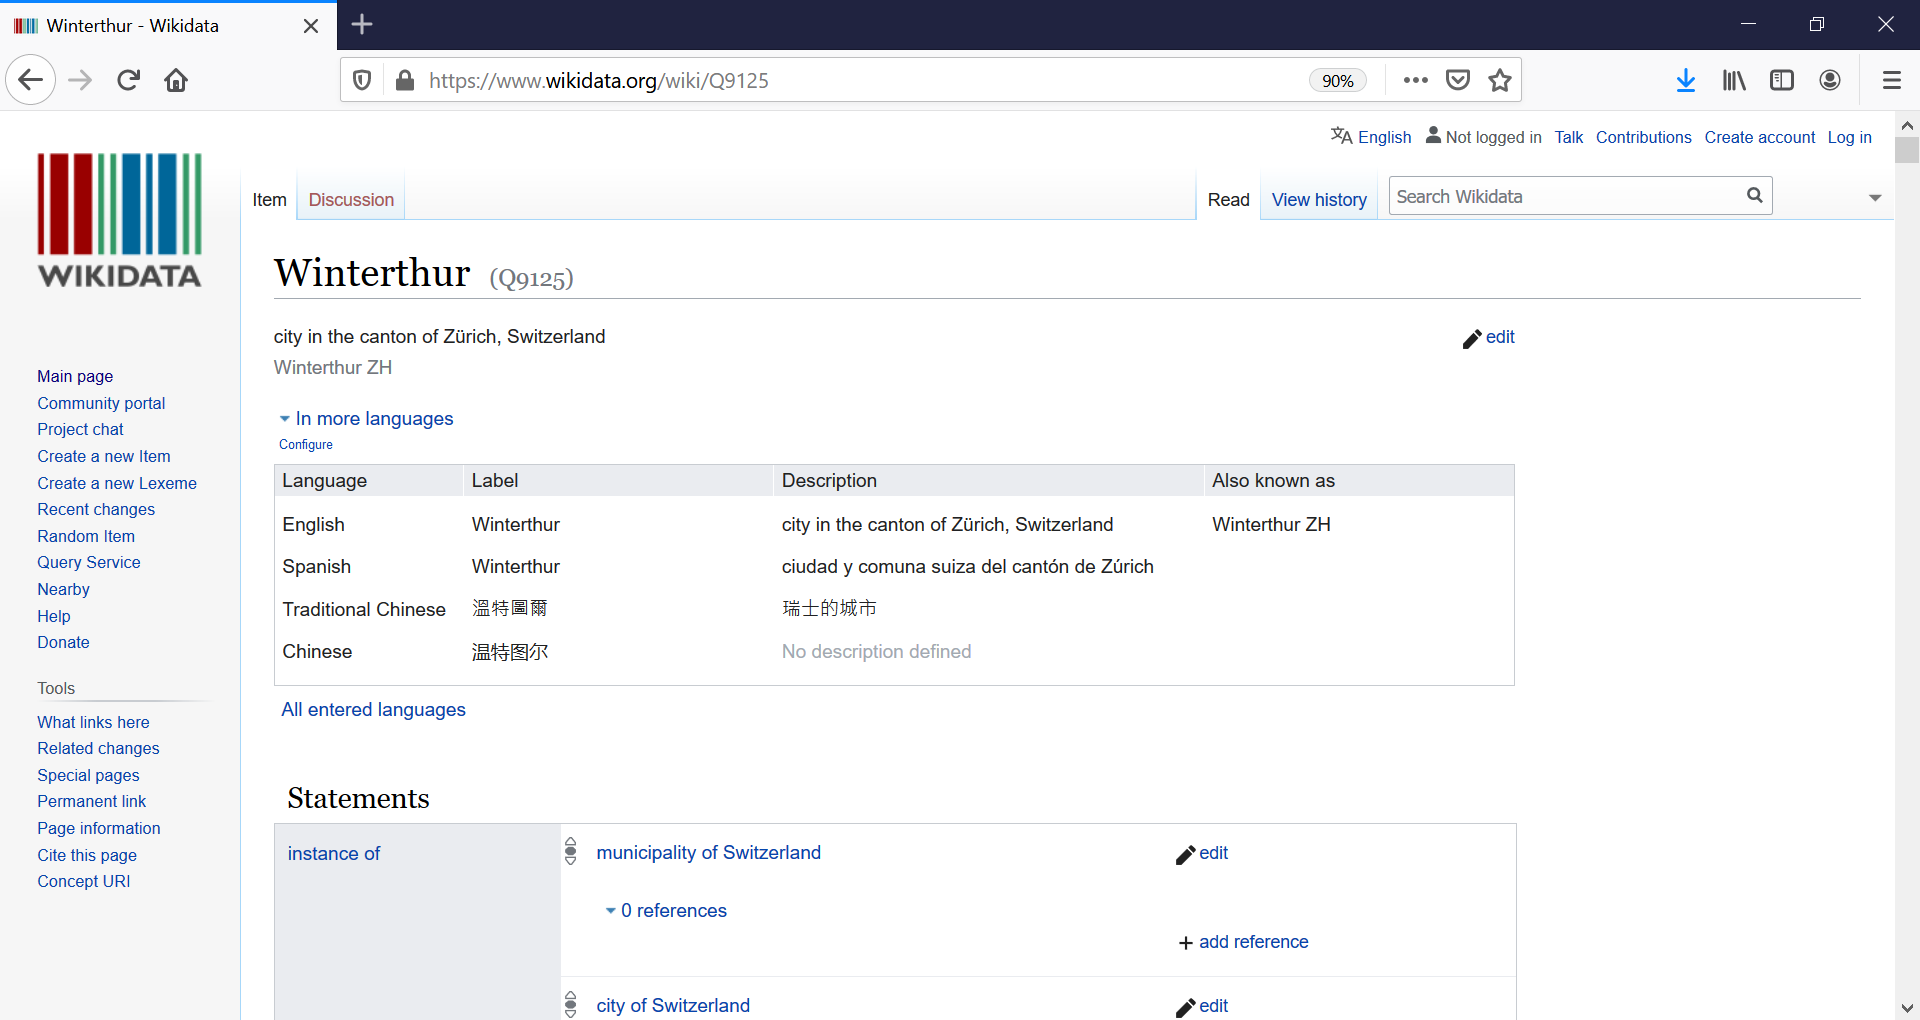 Winterthur - Wikidata
https://www.wikidata.org/wiki/Q9125
90%
English
Not logged in
Talk
Contributions
Create account
Log in
WIKIDATA
Item
Discussion
Read
View history
Search Wikidata
Winterthur (Q9125)
city in the canton of Zürich, Switzerland
edit
Winterthur ZH
In more languages
Configure
Language Label Description Also known as
English Winterthur city in the canton of Zürich, Switzerland Winterthur ZH
Spanish Winterthur ciudad y comuna suiza del cantón de Zúrich
Traditional Chinese 溫特圖爾 瑞士的城市
Chinese 温特图尔 No description defined
All entered languages
Main page
Community portal
Project chat
Create a new Item
Create a new Lexeme
Recent changes
Random Item
Query Service
Nearby
Help
Donate
Tools
What links here
Related changes
Special pages
Permanent link
Page information
Cite this page
Concept URI
Statements
instance of
municipality of Switzerland
edit
0 references
+ add reference
city of Switzerland
edit